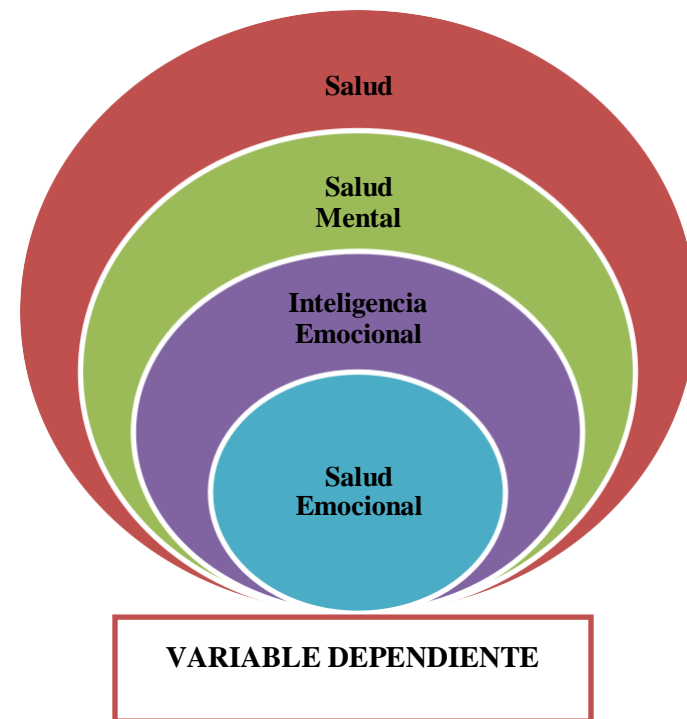 Salud
Salud
Mental
Inteligencia
Emocional
Salud
Emocional
VARIABLE DEPENDIENTE